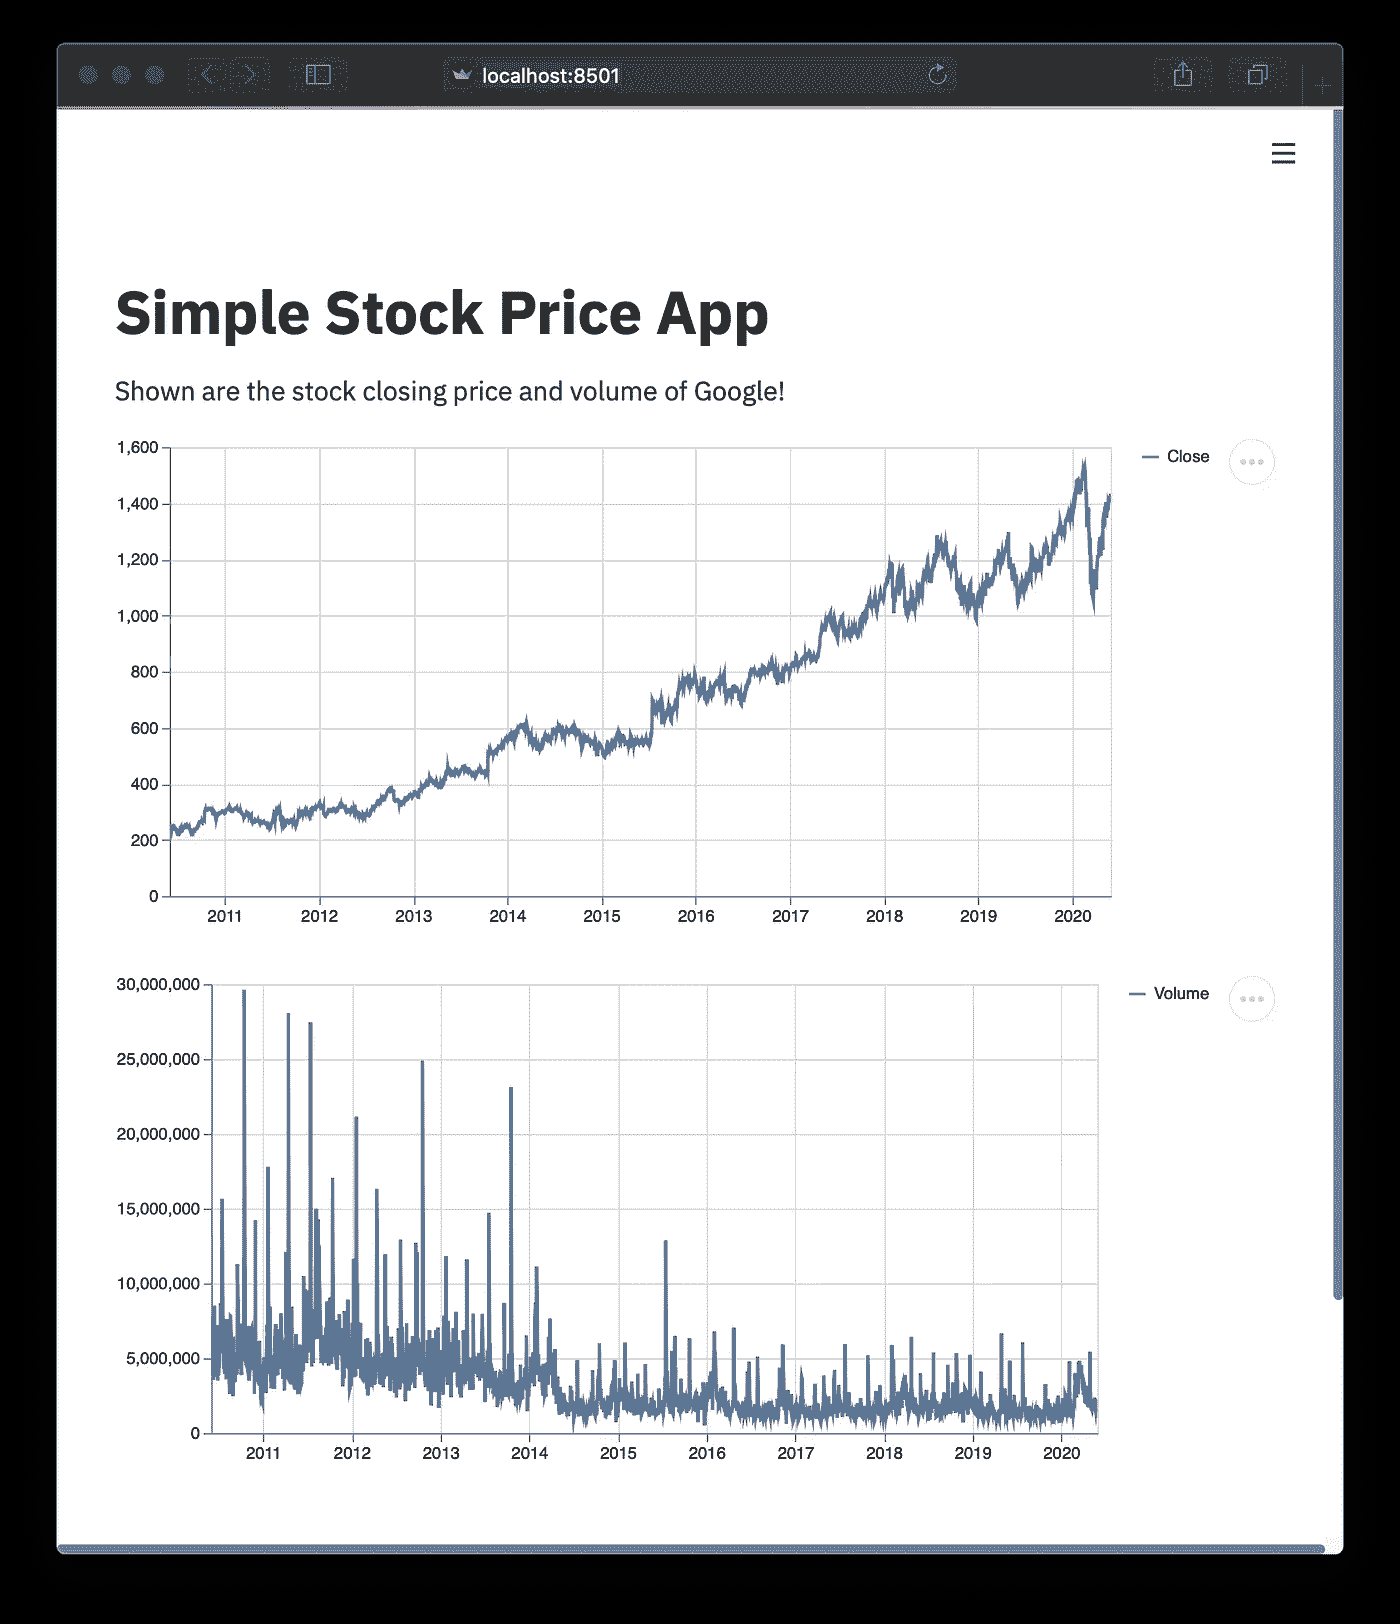 localhost:8501
Simple Stock Price App
Shown are the stock closing price and volume of Google!
1,600
1,400
1,200
1,000
800
600
400
200
0
2011 2012 2013 2014 2015 2016 2017 2018 2019 2020
Close
30,000,000
25,000,000
20,000,000
15,000,000
10,000,000
5,000,000
0
2011 2012 2013 2014 2015 2016 2017 2018 2019 2020
Volume